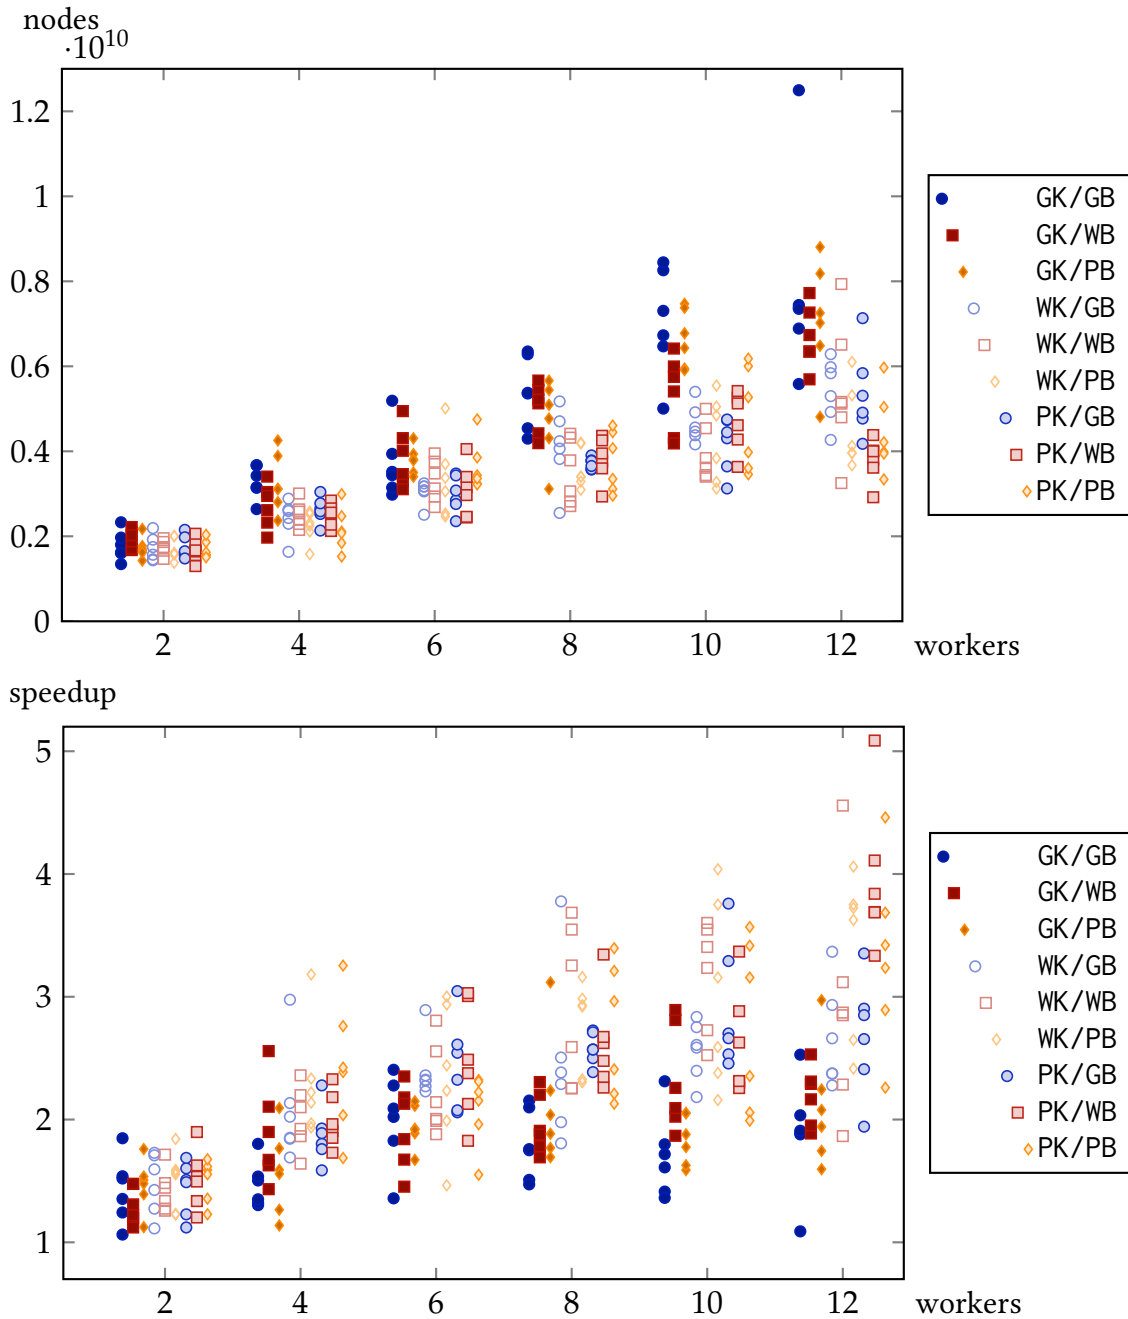 nodes
·10^10
1.2
1
0.8
0.6
0.4
0.2
0
2 4 6 8 10 12 workers
GK/GB
GK/WB
GK/PB
WK/GB
WK/WB
WK/PB
PK/GB
PK/WB
PK/PB
speedup
5
4
3
2
1
2 4 6 8 10 12 workers
GK/GB
GK/WB
GK/PB
WK/GB
WK/WB
WK/PB
PK/GB
PK/WB
PK/PB